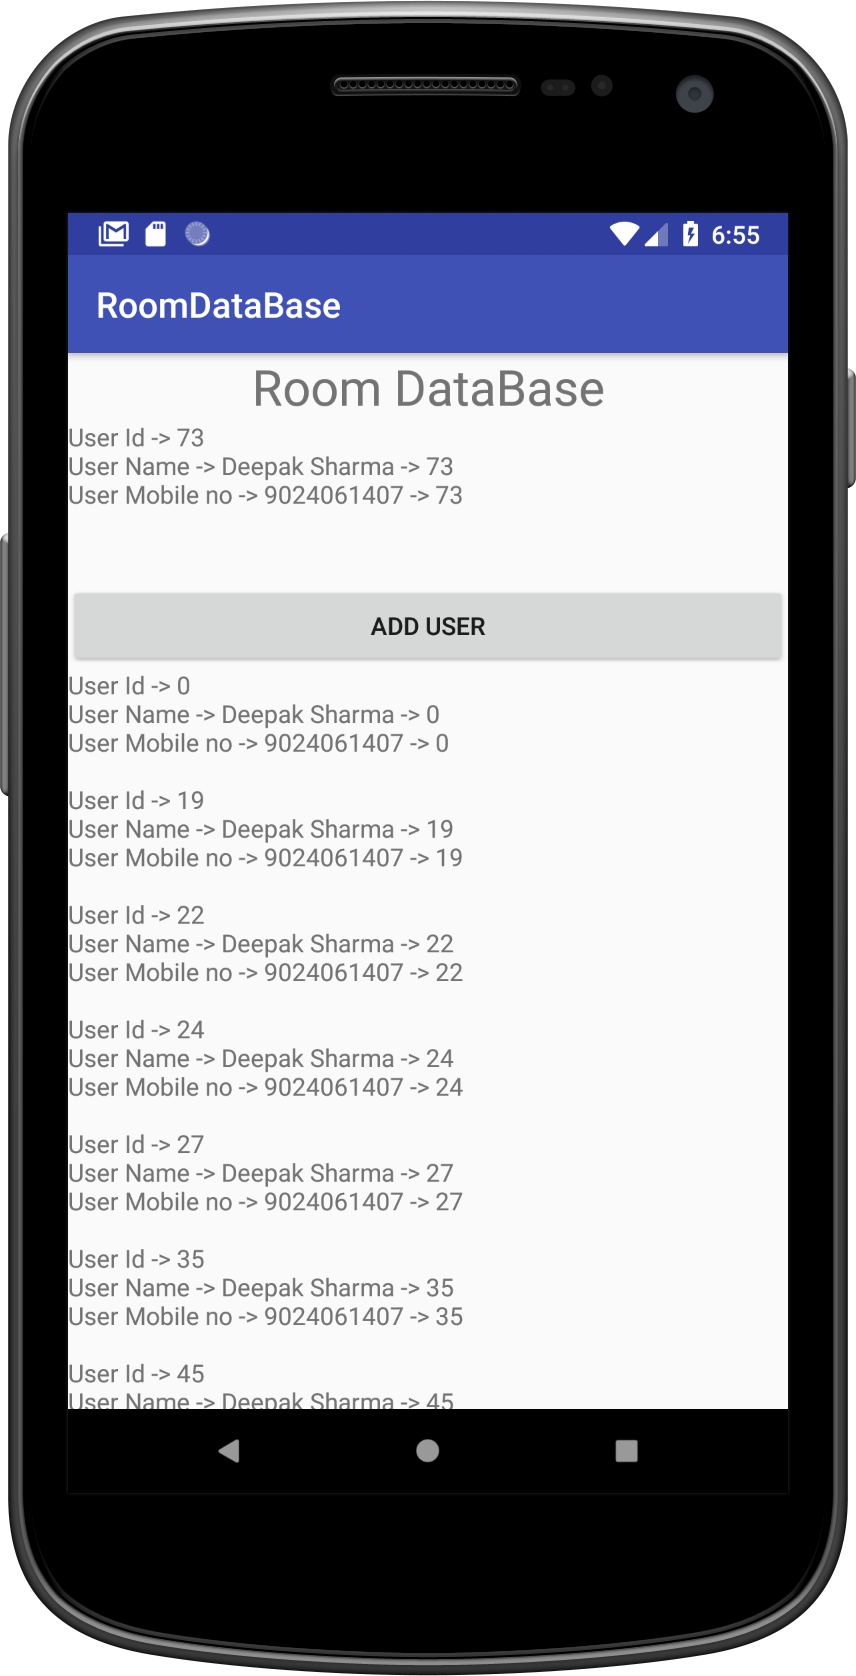 6:55
RoomDataBase
Room DataBase
User Id -> 73
User Name -> Deepak Sharma -> 73
User Mobile no -> 9024061407 -> 73
ADD USER
User Id -> 0
User Name -> Deepak Sharma -> 0
User Mobile no -> 9024061407 -> 0
User Id -> 19
User Name -> Deepak Sharma -> 19
User Mobile no -> 9024061407 -> 19
User Id -> 22
User Name -> Deepak Sharma -> 22
User Mobile no -> 9024061407 -> 22
User Id -> 24
User Name -> Deepak Sharma -> 24
User Mobile no -> 9024061407 -> 24
User Id -> 27
User Name -> Deepak Sharma -> 27
User Mobile no -> 9024061407 -> 27
User Id -> 35
User Name -> Deepak Sharma -> 35
User Mobile no -> 9024061407 -> 35
User Id -> 45
User Name -> Deepak Sharma -> 45